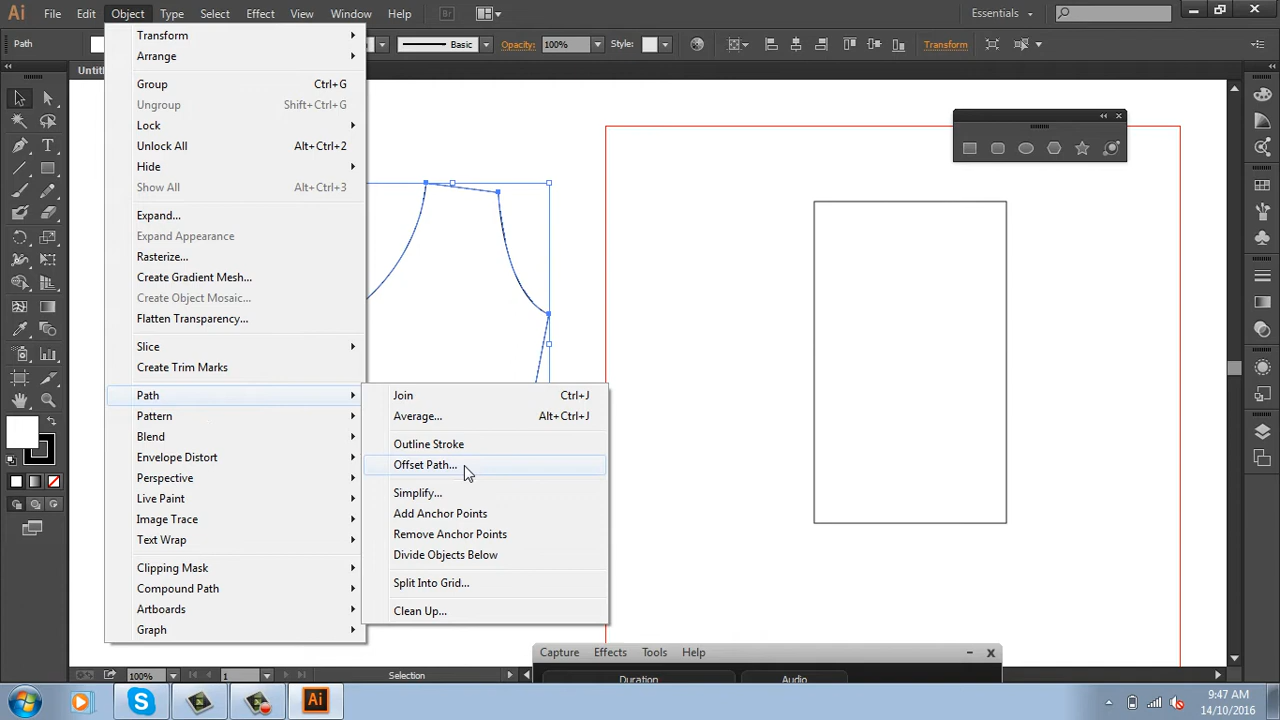 Ai File Edit Object Type Select Effect View Window Help Br Essentials
Path Basic Opacity: 100% Style: Transform
Transform
Arrange
Group Ctrl+G
Ungroup Shift+Ctrl+G
Lock
Unlock All Alt+Ctrl+2
Hide
Show All Alt+Ctrl+3
Expand...
Expand Appearance
Rasterize...
Create Gradient Mesh...
Create Object Mosaic...
Flatten Transparency...
Slice
Create Trim Marks
Path
Pattern
Blend
Envelope Distort
Perspective
Live Paint
Image Trace
Text Wrap
Clipping Mask
Compound Path
Artboards
Graph
Join Ctrl+J
Average... Alt+Ctrl+J
Outline Stroke
Offset Path...
Simplify...
Add Anchor Points
Remove Anchor Points
Divide Objects Below
Split Into Grid...
Clean Up...
Capture Effects Tools Help
Duration Audio
100% 1 Selection
Ai
9:47 AM
14/10/2016